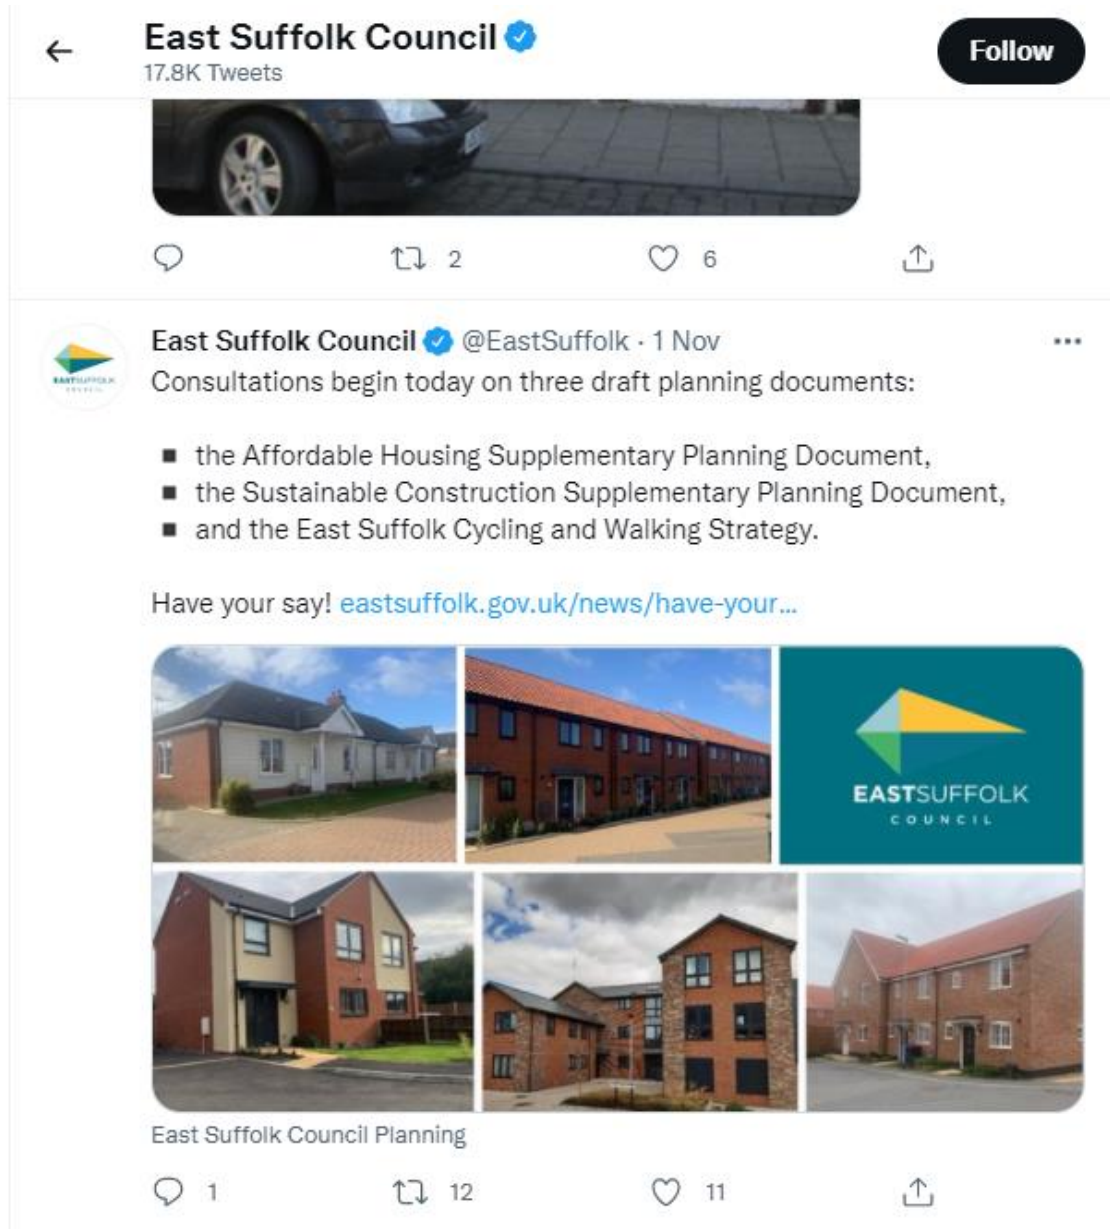 East Suffolk Council
17.8K Tweets
Follow
2
6
East Suffolk Council @EastSuffolk · 1 Nov
Consultations begin today on three draft planning documents:
■ the Affordable Housing Supplementary Planning Document,
■ the Sustainable Construction Supplementary Planning Document,
■ and the East Suffolk Cycling and Walking Strategy.
Have your say! eastsuffolk.gov.uk/news/have-your...
EASTSUFFOLK
COUNCIL
EASTSUFFOLK
COUNCIL
East Suffolk Council Planning
1
12
11